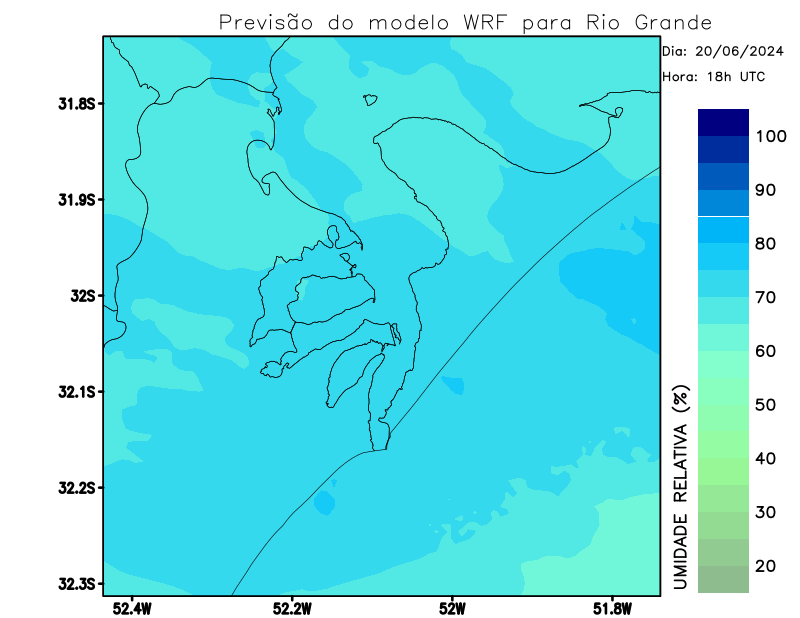 Previsão do modelo WRF para Rio Grande
Dia: 20/06/2024
Hora: 18h UTC
31.8S
31.9S
32S
32.1S
32.2S
32.3S
52.4W
52.2W
52W
51.8W
100
90
80
70
60
50
40
30
20
UMIDADE RELATIVA (%)